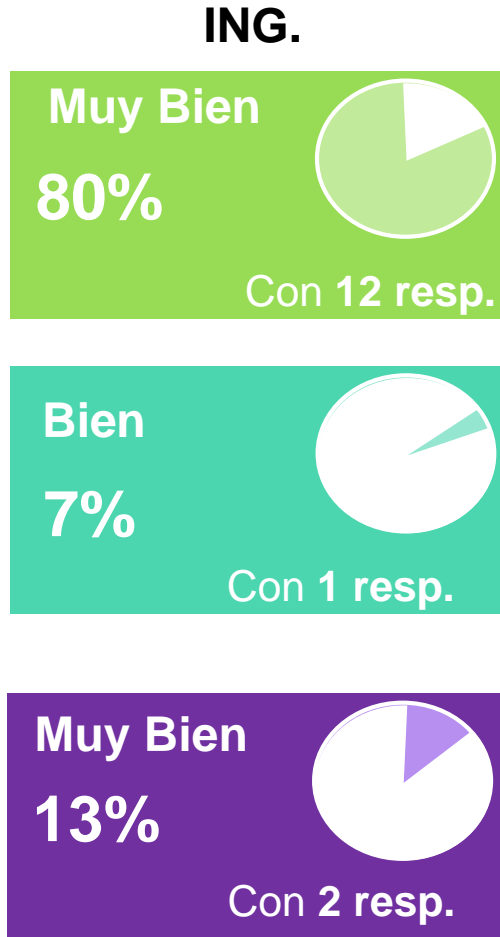 ING.
Muy Bien
80%
Con 12 resp.
Bien
7%
Con 1 resp.
Muy Bien
13%
Con 2 resp.